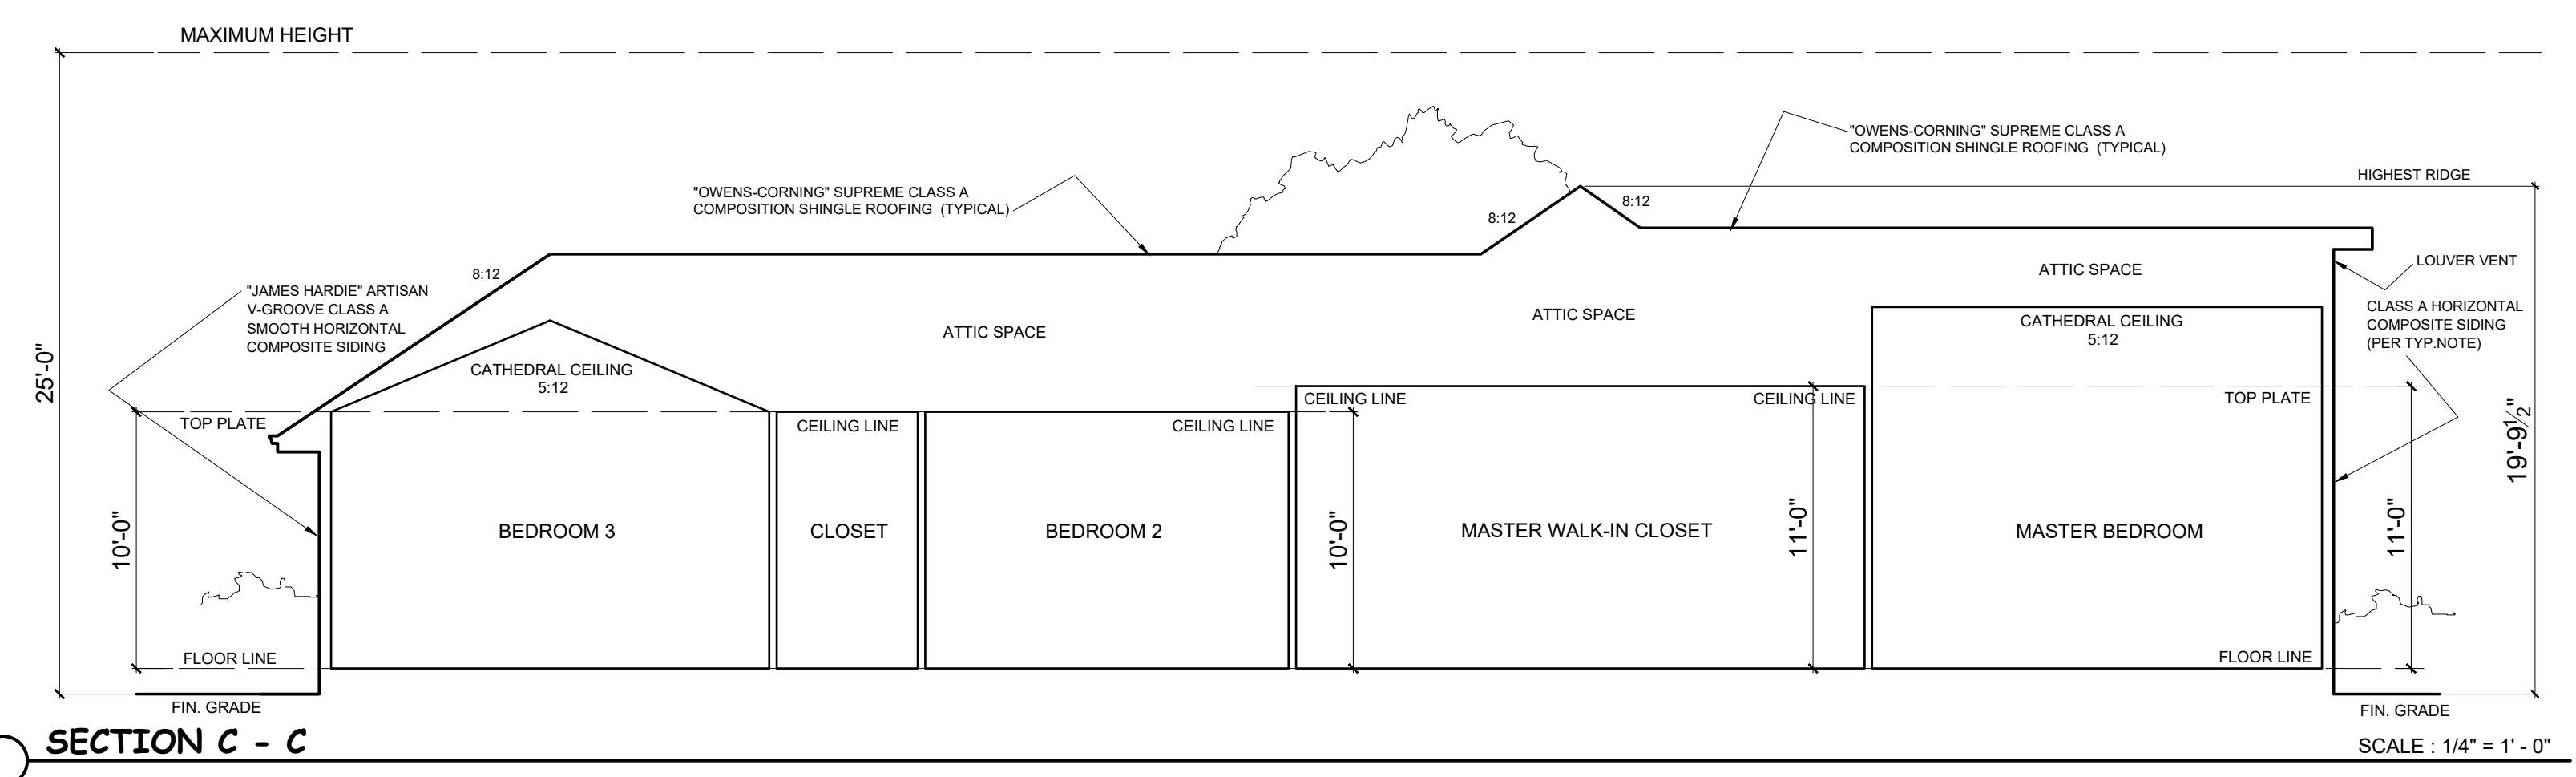 MAXIMUM HEIGHT
"OWENS-CORNING" SUPREME CLASS A
COMPOSITION SHINGLE ROOFING (TYPICAL)
HIGHEST RIDGE
"OWENS-CORNING" SUPREME CLASS A
COMPOSITION SHINGLE ROOFING (TYPICAL)
8:12
8:12
8:12
"JAMES HARDIE" ARTISAN
V-GROOVE CLASS A
SMOOTH HORIZONTAL
COMPOSITE SIDING
ATTIC SPACE
ATTIC SPACE
ATTIC SPACE
LOUVER VENT
CLASS A HORIZONTAL
COMPOSITE SIDING
(PER TYP.NOTE)
25'-0"
CATHEDRAL CEILING
5:12
CATHEDRAL CEILING
5:12
TOP PLATE
CEILING LINE
CEILING LINE
CEILING LINE
CEILING LINE
TOP PLATE
19'-9½"
10'-0"
BEDROOM 3
CLOSET
BEDROOM 2
10'-0"
MASTER WALK-IN CLOSET
11'-0"
MASTER BEDROOM
11'-0"
FLOOR LINE
FLOOR LINE
FIN. GRADE
FIN. GRADE
SECTION C - C
SCALE : 1/4" = 1' - 0"